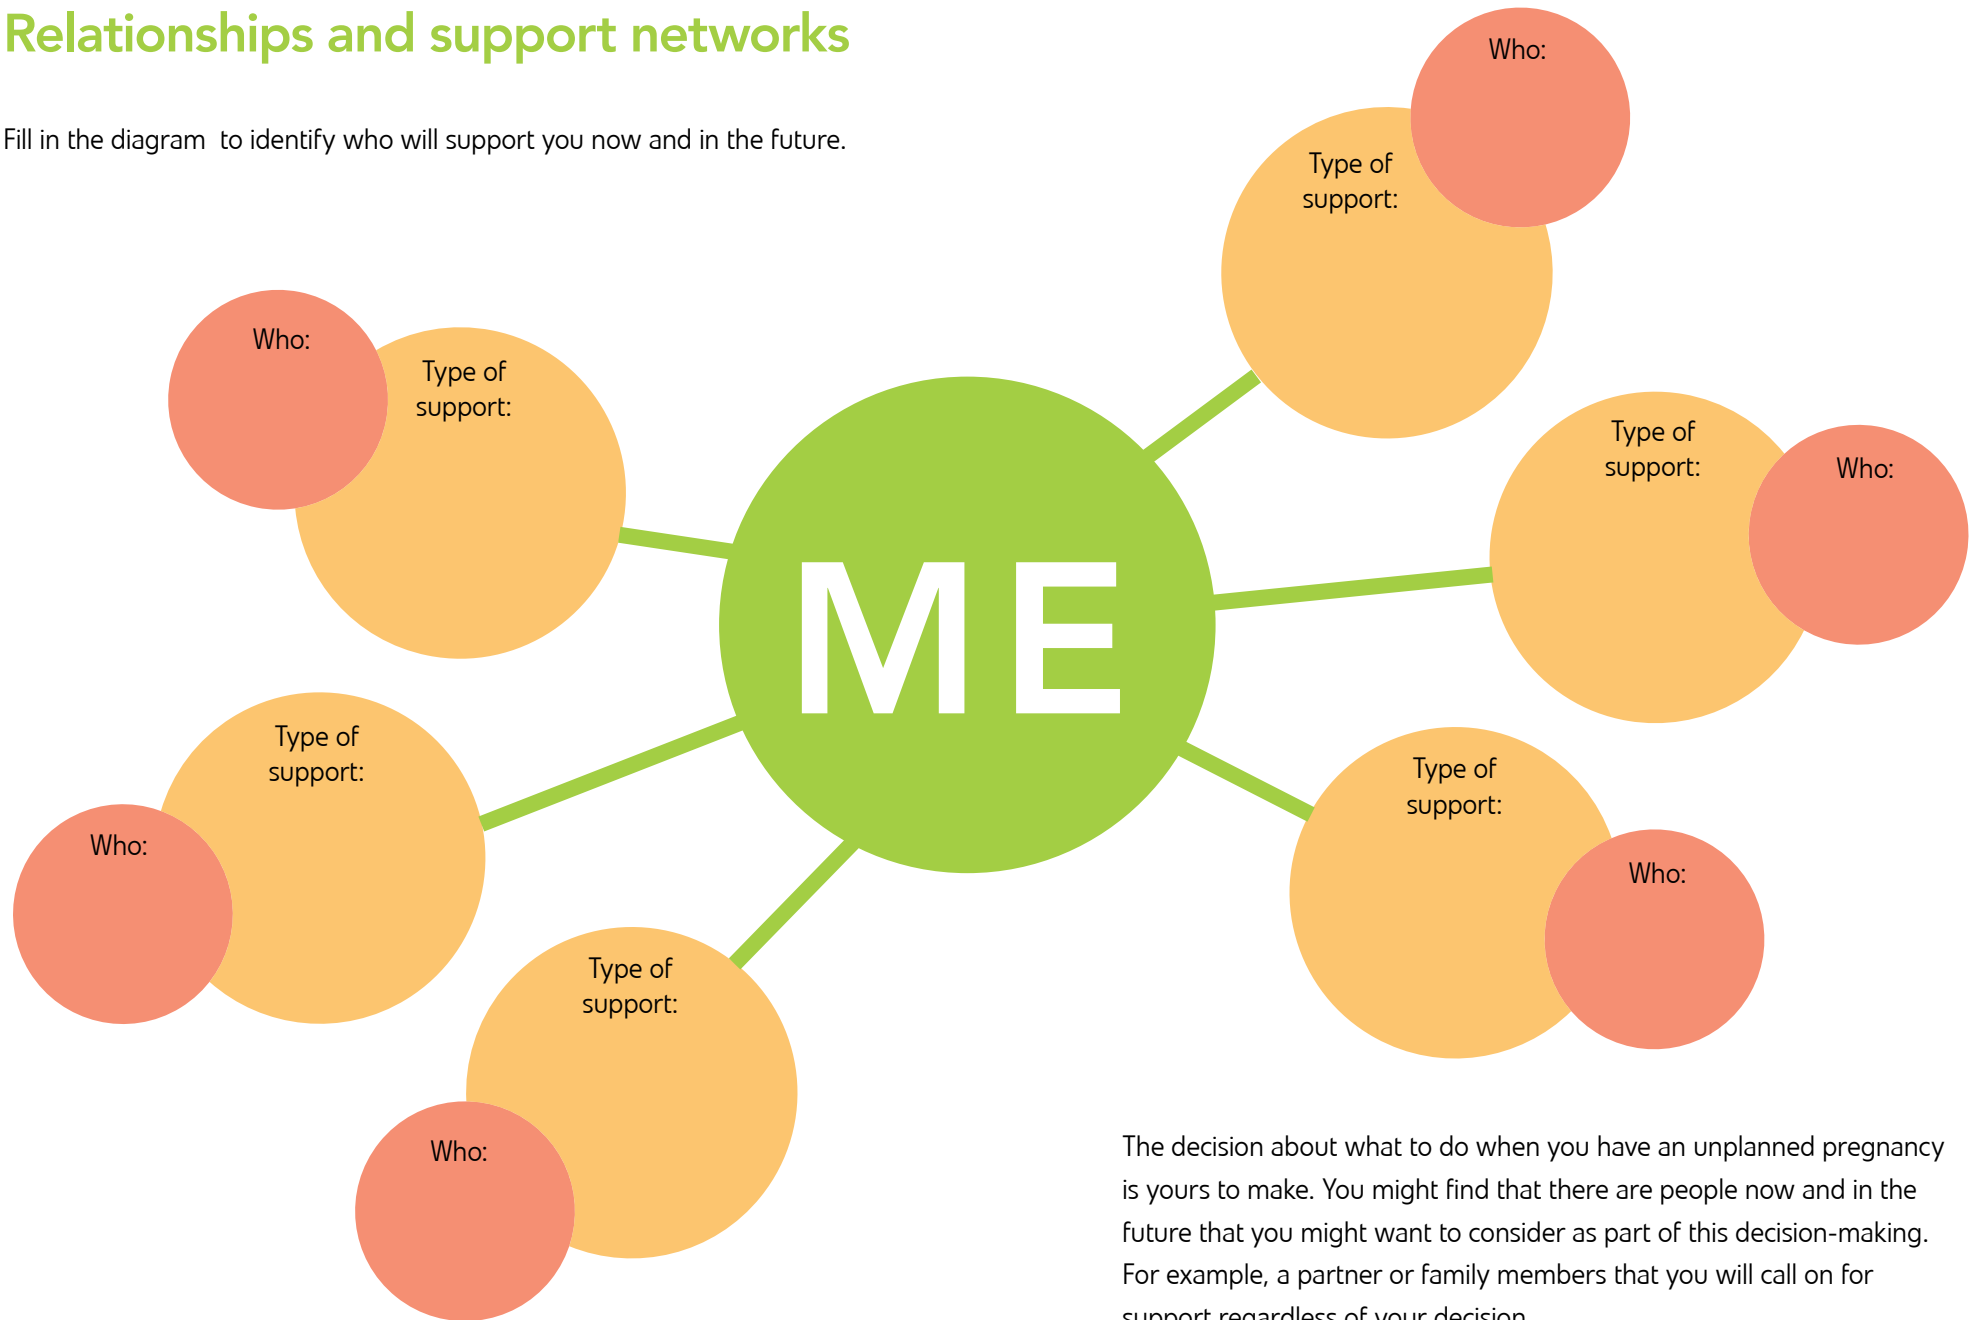 Relationships and support networks
Fill in the diagram  to identify who will support you now and in the future.
Who:
Type of
support:
Who:
Type of
support:
Type of
support:
Who:
ME
Type of
support:
Who:
Type of
support:
Who:
Type of
support:
Who:
The decision about what to do when you have an unplanned pregnancy
is yours to make. You might find that there are people now and in the
future that you might want to consider as part of this decision-making.
For example, a partner or family members that you will call on for
support regardless of your decision.